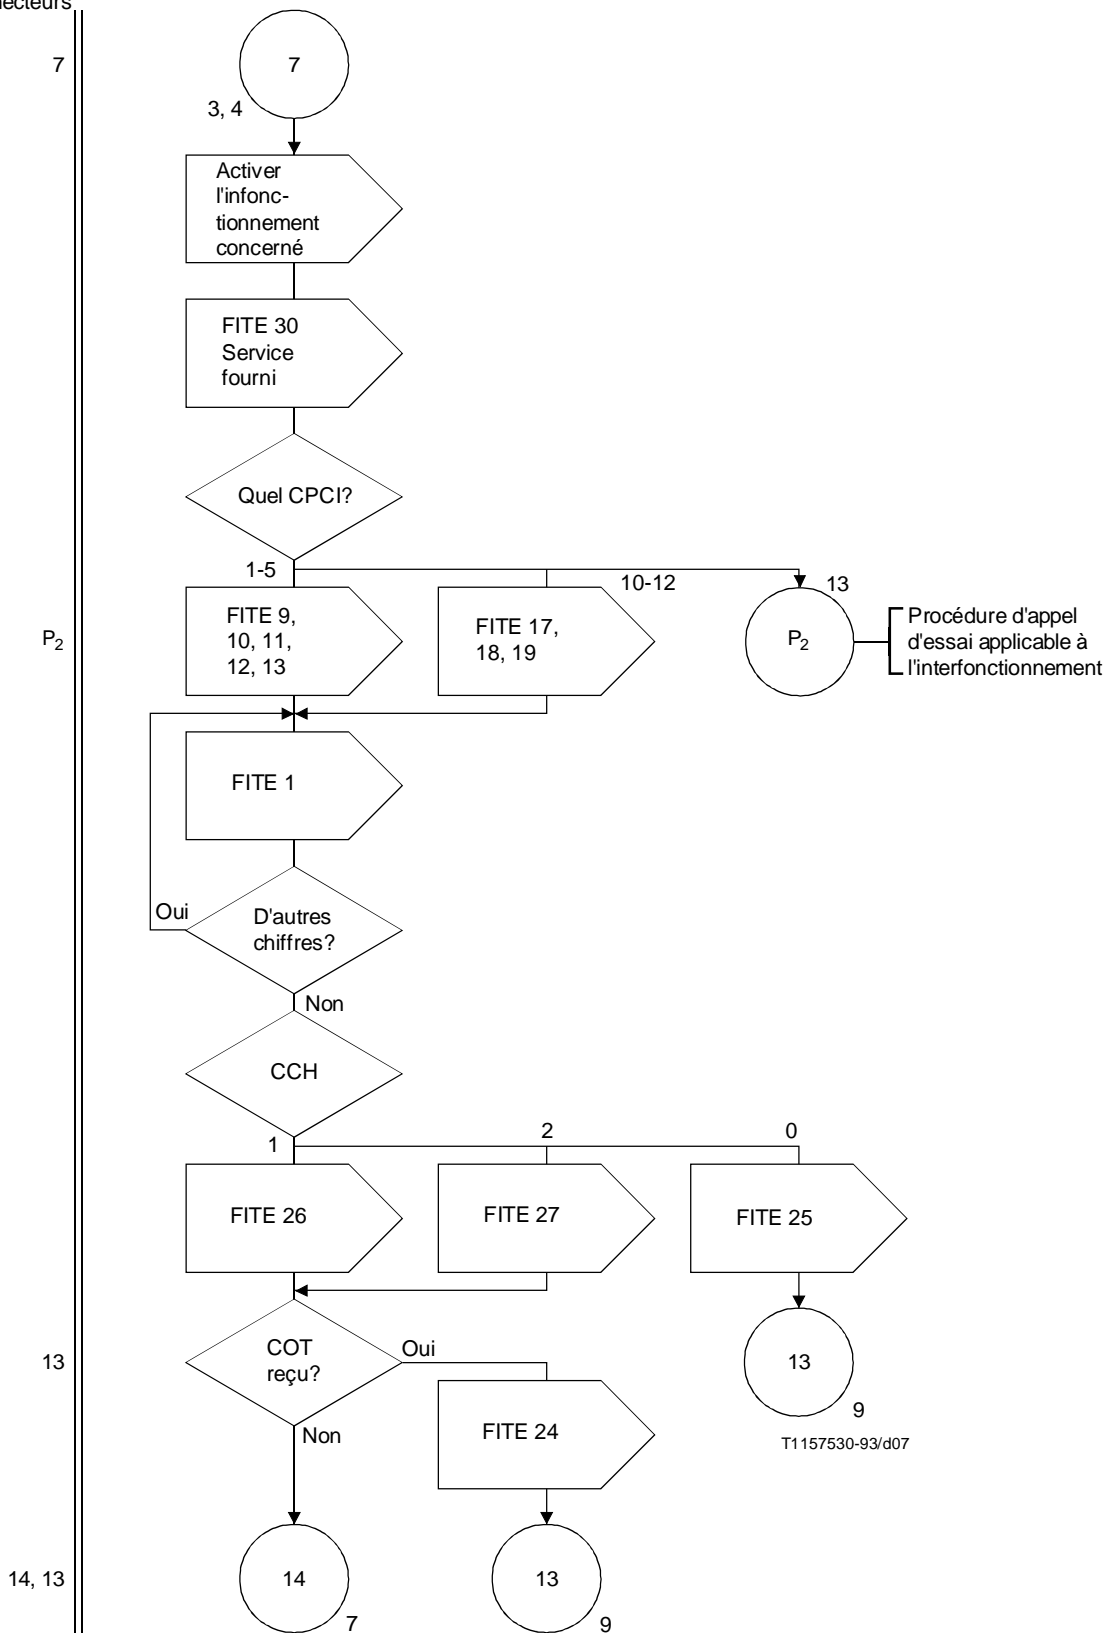 7
7
3, 4
Activer
l'infonc-
tionnement
concerné
FITE 30
Service
fourni
Quel CPCI?
1-5
10-12
13
FITE 9,
10, 11,
12, 13
FITE 17,
18, 19
P2
P2
Procédure d'appel
d'essai applicable à
l'interfonctionnement
FITE 1
Oui
D'autres
chiffres?
Non
CCH
1
2
0
FITE 26
FITE 27
FITE 25
13
COT
reçu?
Oui
13
9
Non
FITE 24
T1157530-93/d07
14, 13
14
7
13
9